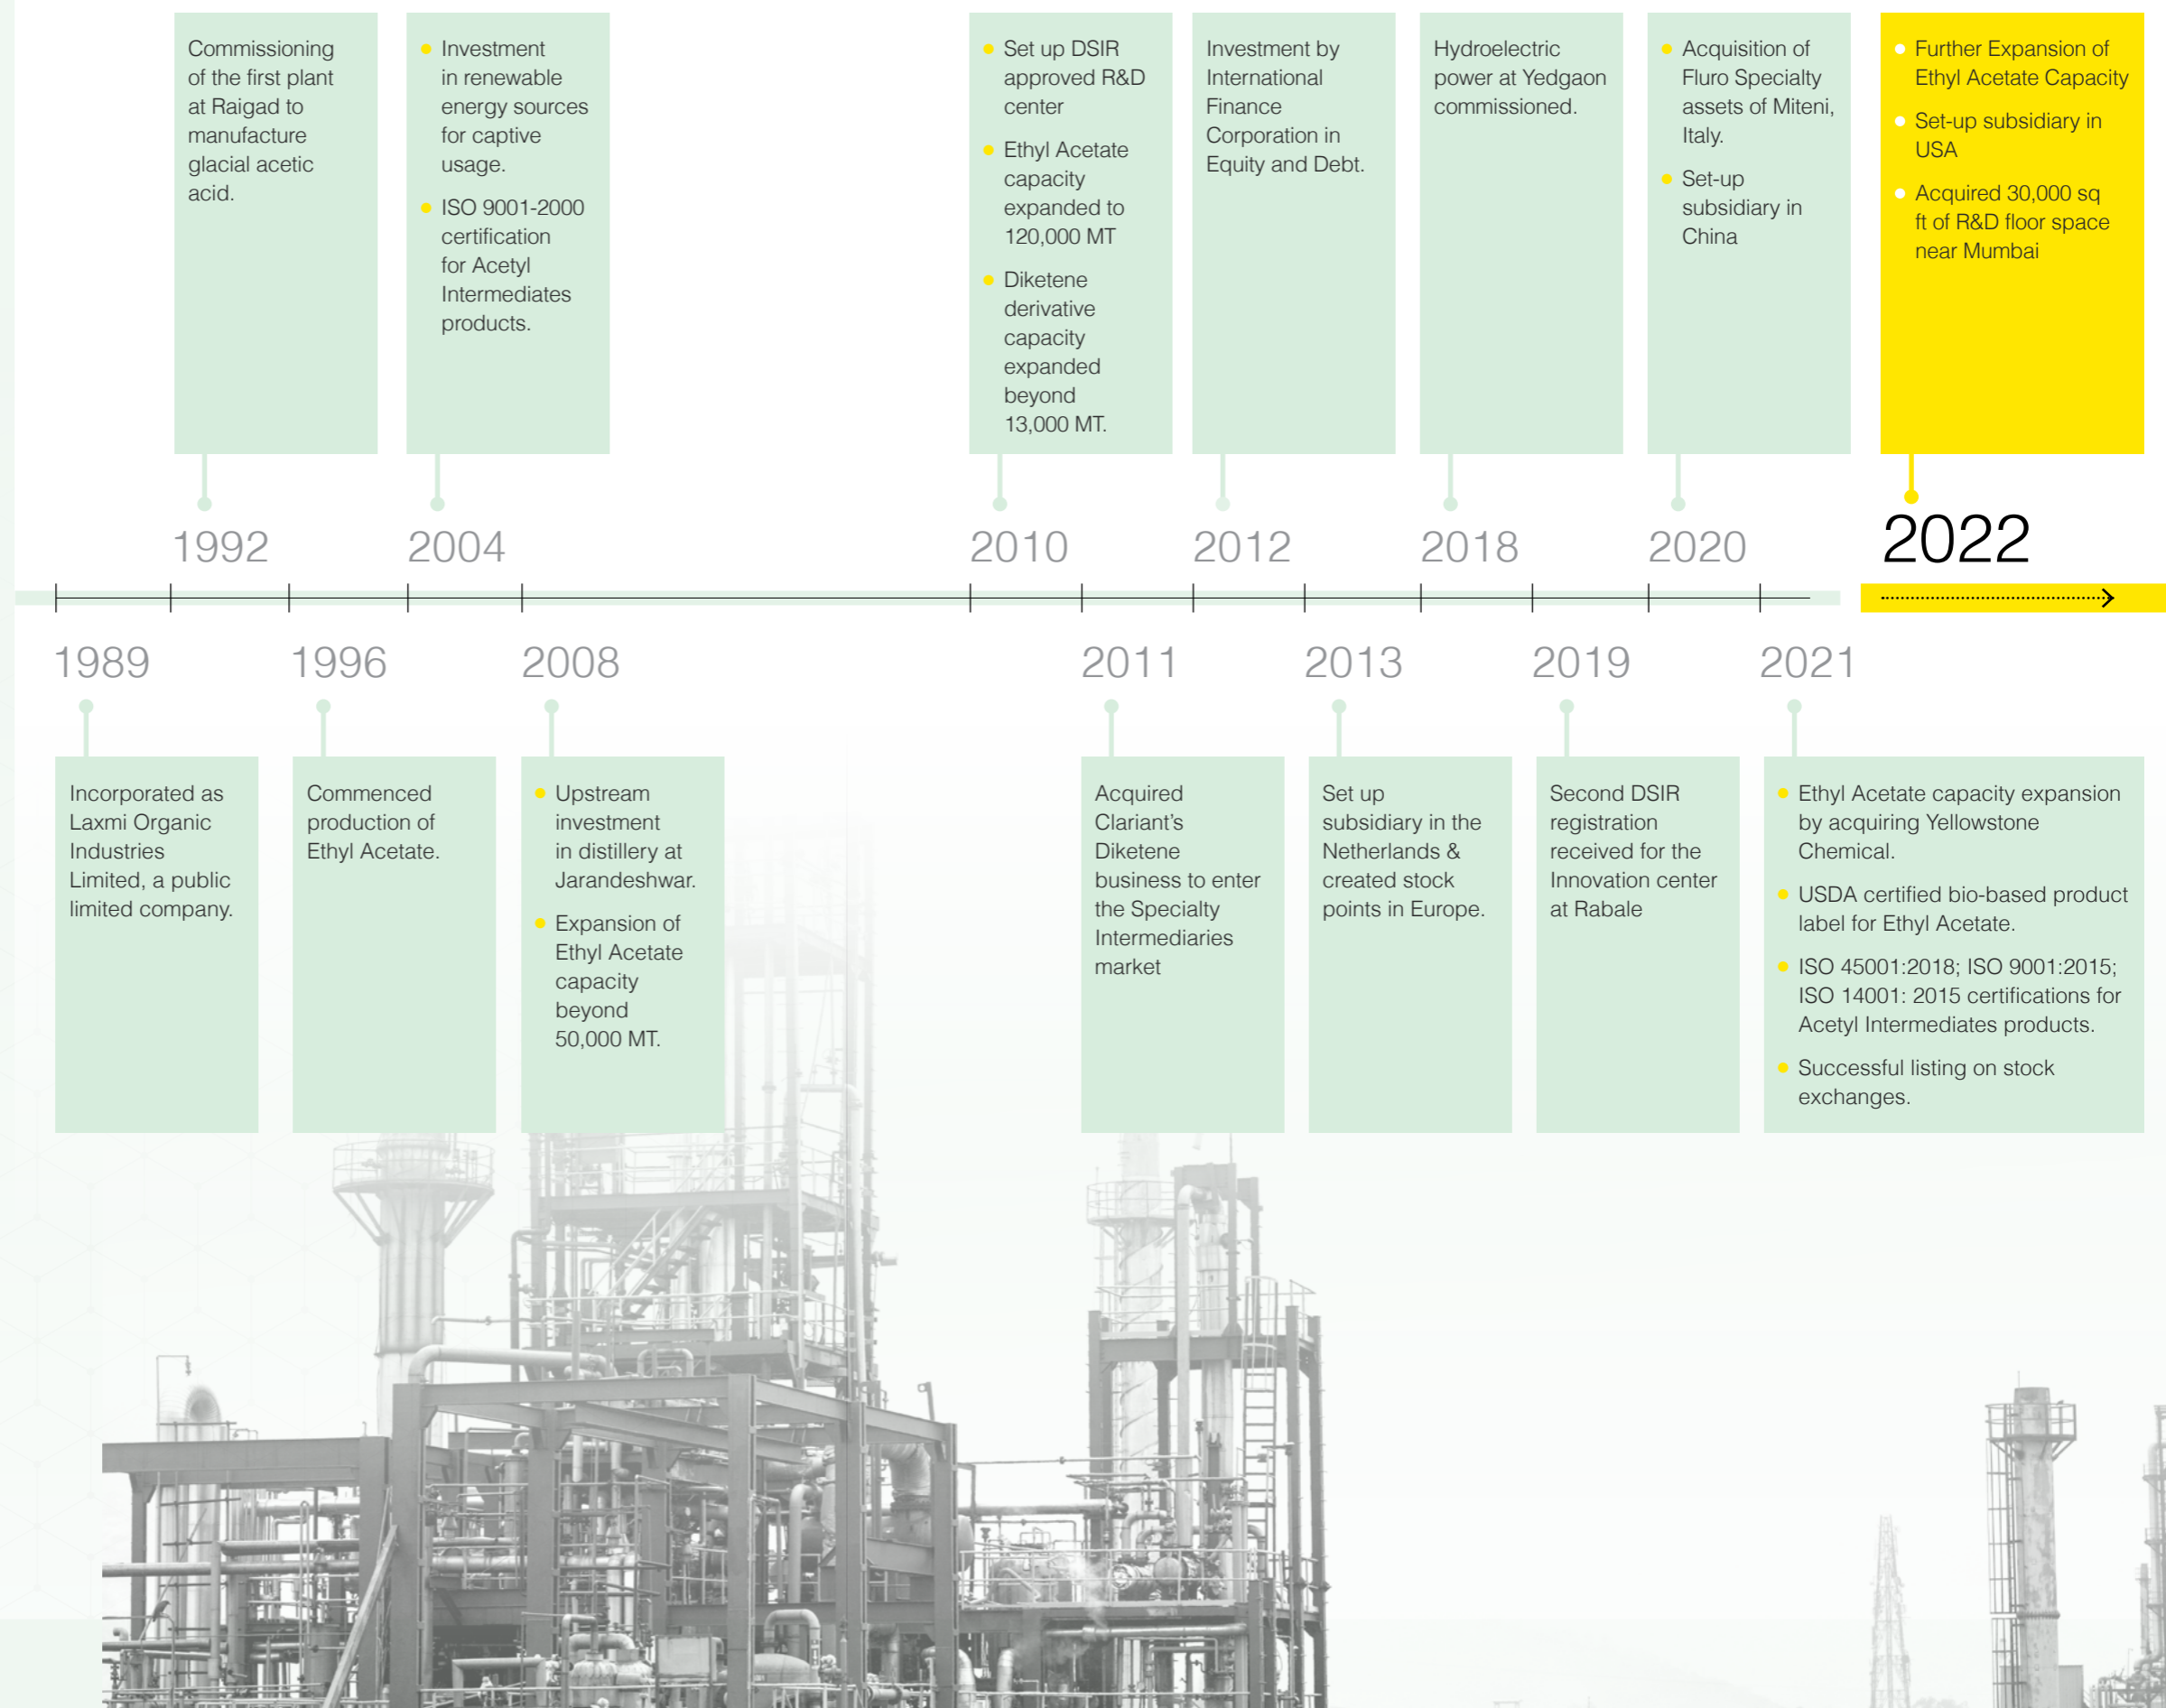 Commissioning
of the first plant
at Raigad to
manufacture
glacial acetic
acid.
Investment
in renewable
energy sources
for captive
usage.
ISO 9001-2000
certification
for Acetyl
Intermediates
products.
Set up DSIR
approved R&D
center
Ethyl Acetate
capacity
expanded to
120,000 MT
Diketene
derivative
capacity
expanded
beyond
13,000 MT.
Investment by
International
Finance
Corporation in
Equity and Debt.
Hydroelectric
power at Yedgaon
commissioned.
Acquisition of
Fluro Specialty
assets of Miteni,
Italy.
Set-up
subsidiary in
China
Further Expansion of
Ethyl Acetate Capacity
Set-up subsidiary in
USA
Acquired 30,000 sq
ft of R&D floor space
near Mumbai
1992
2004
2010
2012
2018
2020
2022
1989
1996
2008
2011
2013
2019
2021
Incorporated as
Laxmi Organic
Industries
Limited, a public
limited company.
Commenced
production of
Ethyl Acetate.
Upstream
investment
in distillery at
Jarandeshwar.
Expansion of
Ethyl Acetate
capacity
beyond
50,000 MT.
Acquired
Clariant's
Diketene
business to enter
the Specialty
Intermediaries
market
Set up
subsidiary in the
Netherlands &
created stock
points in Europe.
Second DSIR
registration
received for the
Innovation center
at Rabale
Ethyl Acetate capacity expansion
by acquiring Yellowstone
Chemical.
USDA certified bio-based product
label for Ethyl Acetate.
ISO 45001:2018; ISO 9001:2015;
ISO 14001: 2015 certifications for
Acetyl Intermediates products.
Successful listing on stock
exchanges.